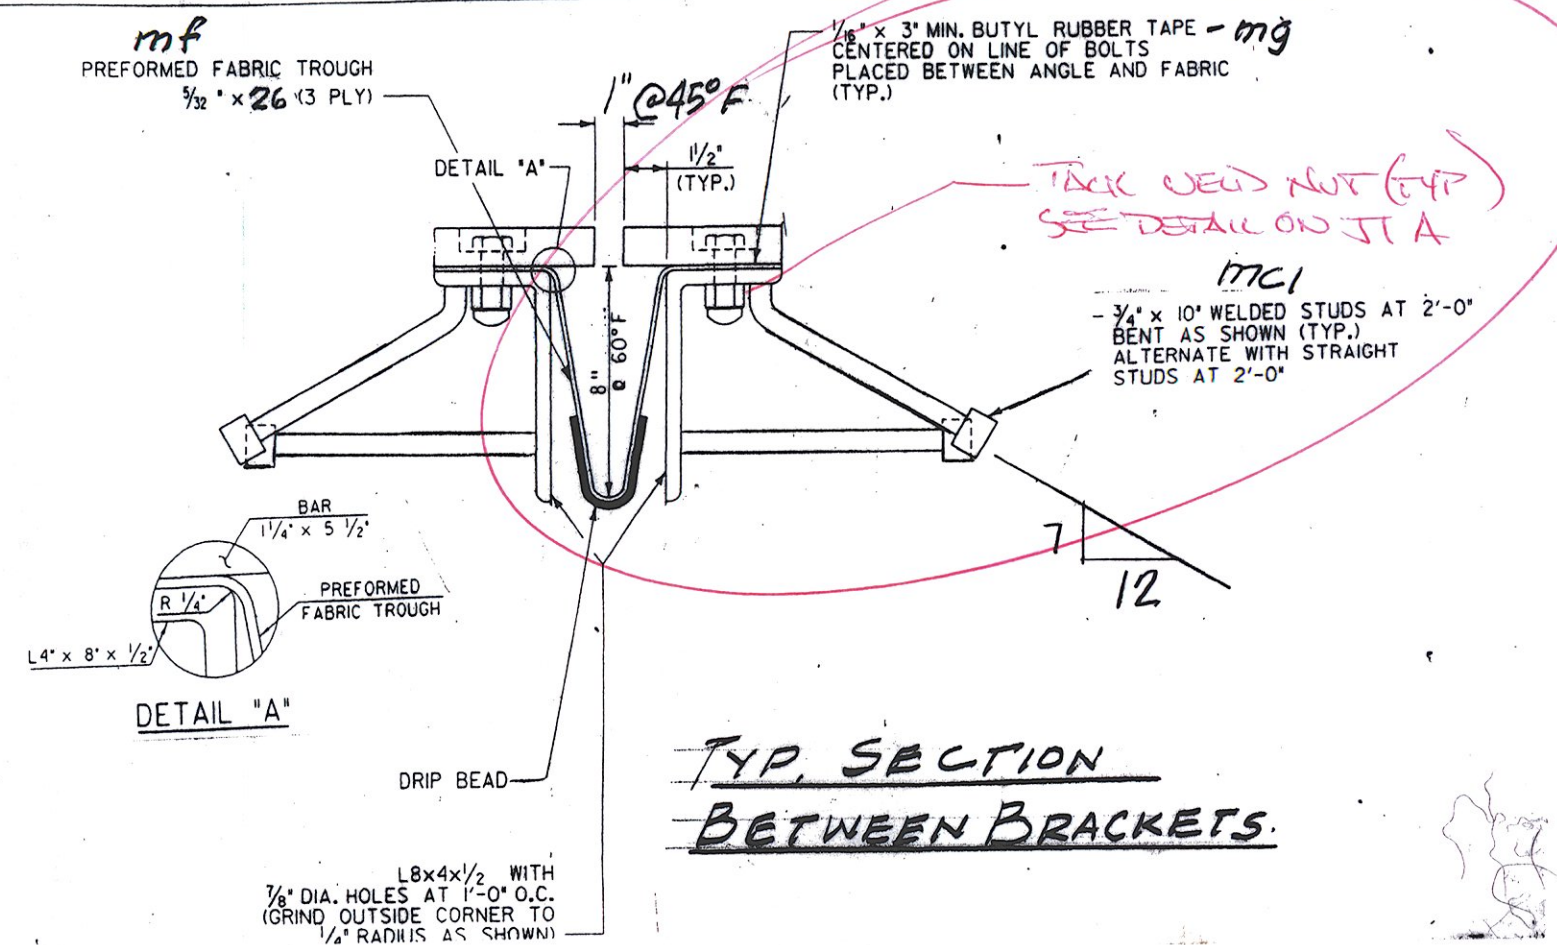 mf
PREFORMED FABRIC TROUGH
5/32" x 26 (3 PLY)
1" @45°F
1/16" x 3" MIN. BUTYL RUBBER TAPE - mg
CENTERED ON LINE OF BOLTS
PLACED BETWEEN ANGLE AND FABRIC
(TYP.)
DETAIL "A"
1 1/2"
(TYP.)
TACK WELD NUT (TYP)
SEE DETAIL ON JT A
mc1
3/4" x 10" WELDED STUDS AT 2'-0"
BENT AS SHOWN (TYP.)
ALTERNATE WITH STRAIGHT
STUDS AT 2'-0"
8"
@ 60°F
7
12
BAR
1 1/4" x 5 1/2"
PREFORMED
FABRIC TROUGH
R 1/4"
L4" x 8" x 1/2"
DETAIL "A"
DRIP BEAD
TYP. SECTION
BETWEEN BRACKETS.
L8x4x1/2 WITH
7/8" DIA. HOLES AT 1'-0" O.C.
(GRIND OUTSIDE CORNER TO
1/4" RADIUS AS SHOWN)